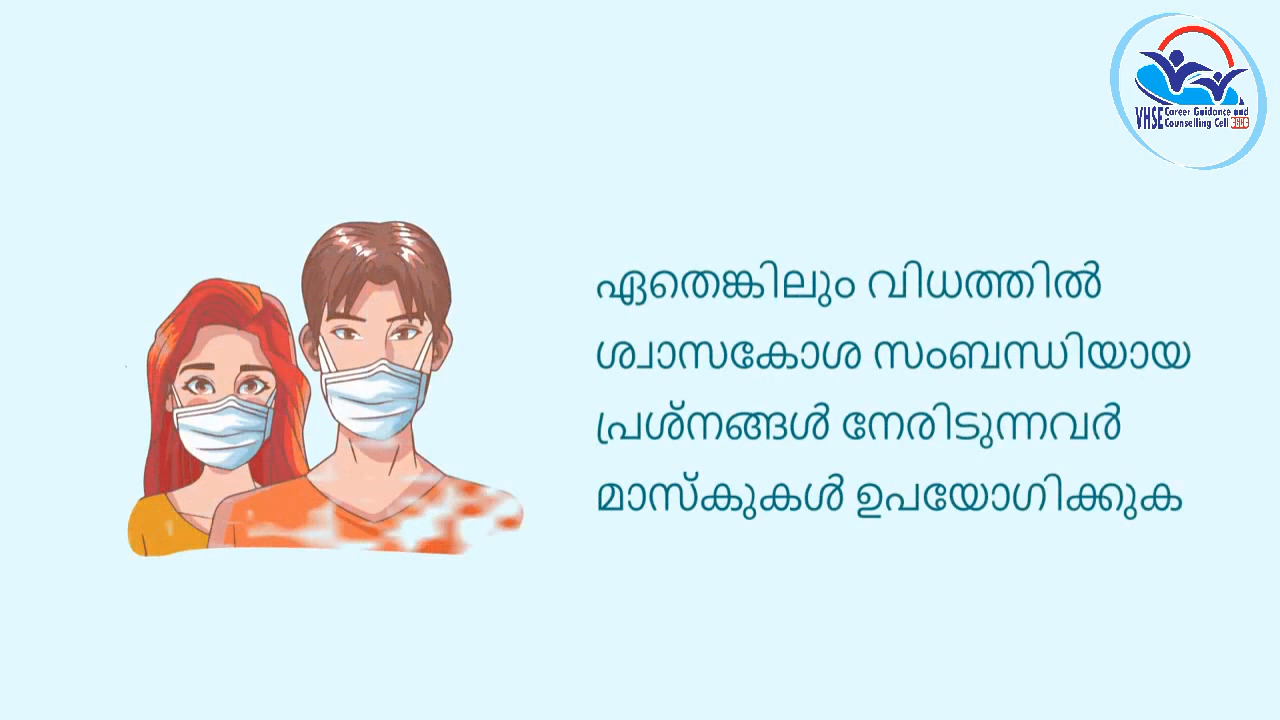 VHSE Career Guidance and
Counselling Cell
ഏതെങ്കിലും വിധത്തിൽ
ശ്വാസകോശ സംബന്ധിയായ
പ്രശ്നങ്ങൾ നേരിടുന്നവർ
മാസ്കുകൾ ഉപയോഗിക്കുക